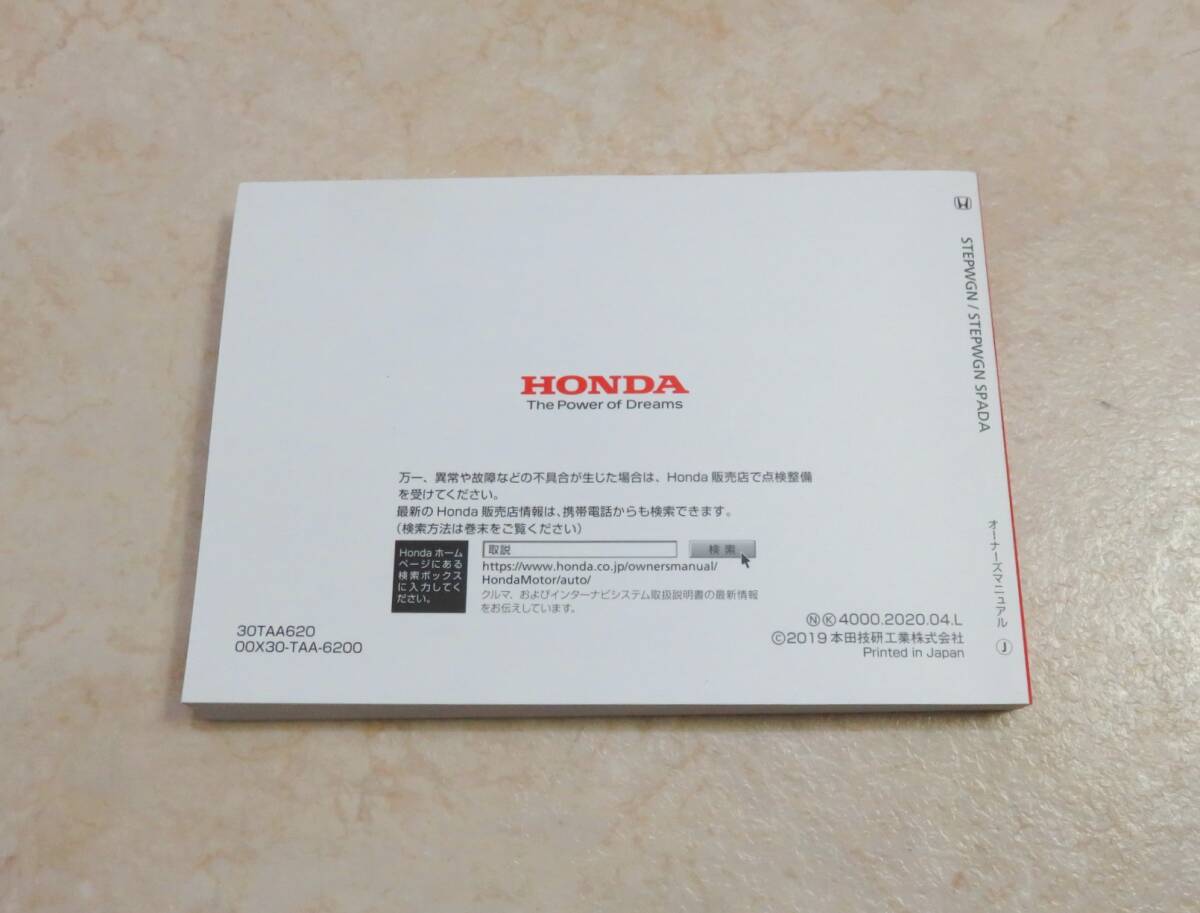 HONDA
The Power of Dreams
万一、異常や故障などの不具合が生じた場合は、Honda 販売店で点検整備
を受けてください。
最新の Honda 販売店情報は、携帯電話からも検索できます。
（検索方法は巻末をご覧ください）
Honda ホーム
ページにある
検索ボックス
に入力してく
ださい。
取説
検 索
https://www.honda.co.jp/ownersmanual/
HondaMotor/auto/
クルマ、およびインターナビシステム取扱説明書の最新情報
をお伝えしています。
30TAA620
00X30-TAA-6200
ⓃⓀ4000.2020.04.L
©2019 本田技研工業株式会社
Printed in Japan
STEPWGN / STEPWGN SPADA
オーナーズマニュアル
Ⓙ